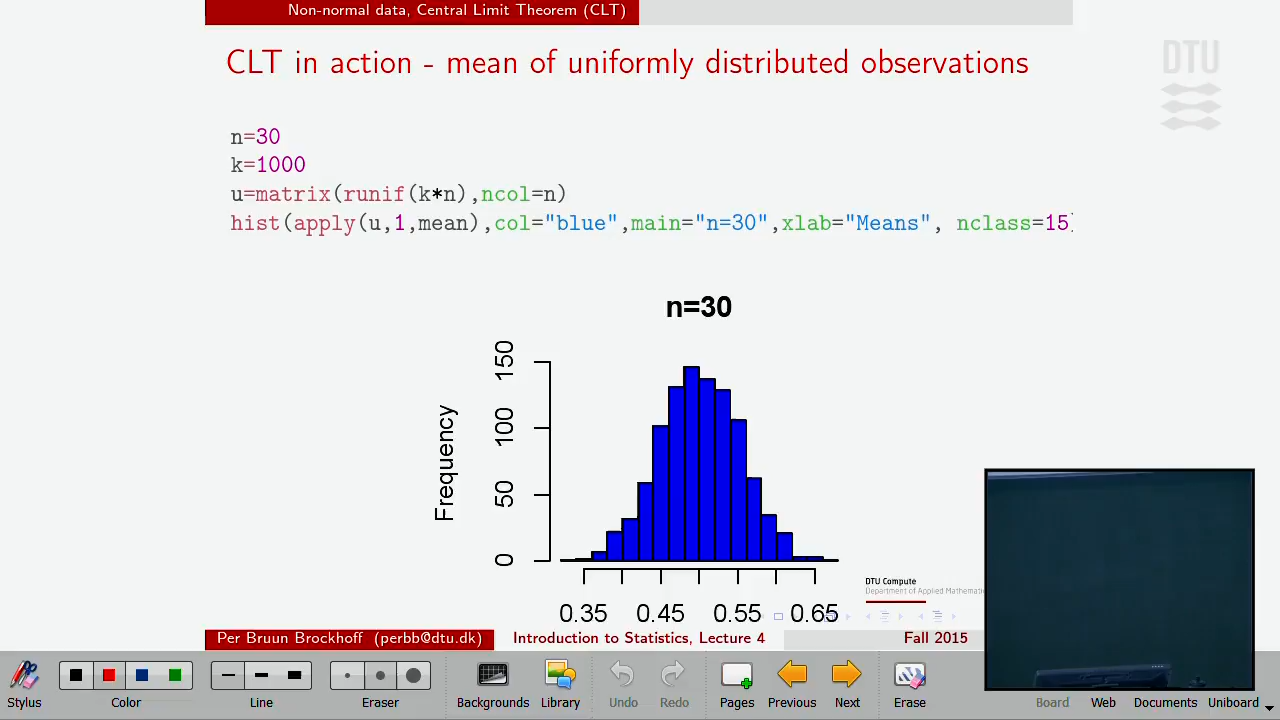 Non-normal data, Central Limit Theorem (CLT)
CLT in action - mean of uniformly distributed observations
DTU
n=30
k=1000
u=matrix(runif(k*n),ncol=n)
hist(apply(u,1,mean),col="blue",main="n=30",xlab="Means", nclass=15)
n=30
Frequency
150
100
50
0
0.35 0.45 0.55 0.65
DTU Compute
Department of Applied Mathema
Per Bruun Brockhoff (perbb@dtu.dk) Introduction to Statistics, Lecture 4 Fall 2015
Stylus Color Line Eraser Backgrounds Library Undo Redo Pages Previous Next Erase Board Web Documents Uniboard